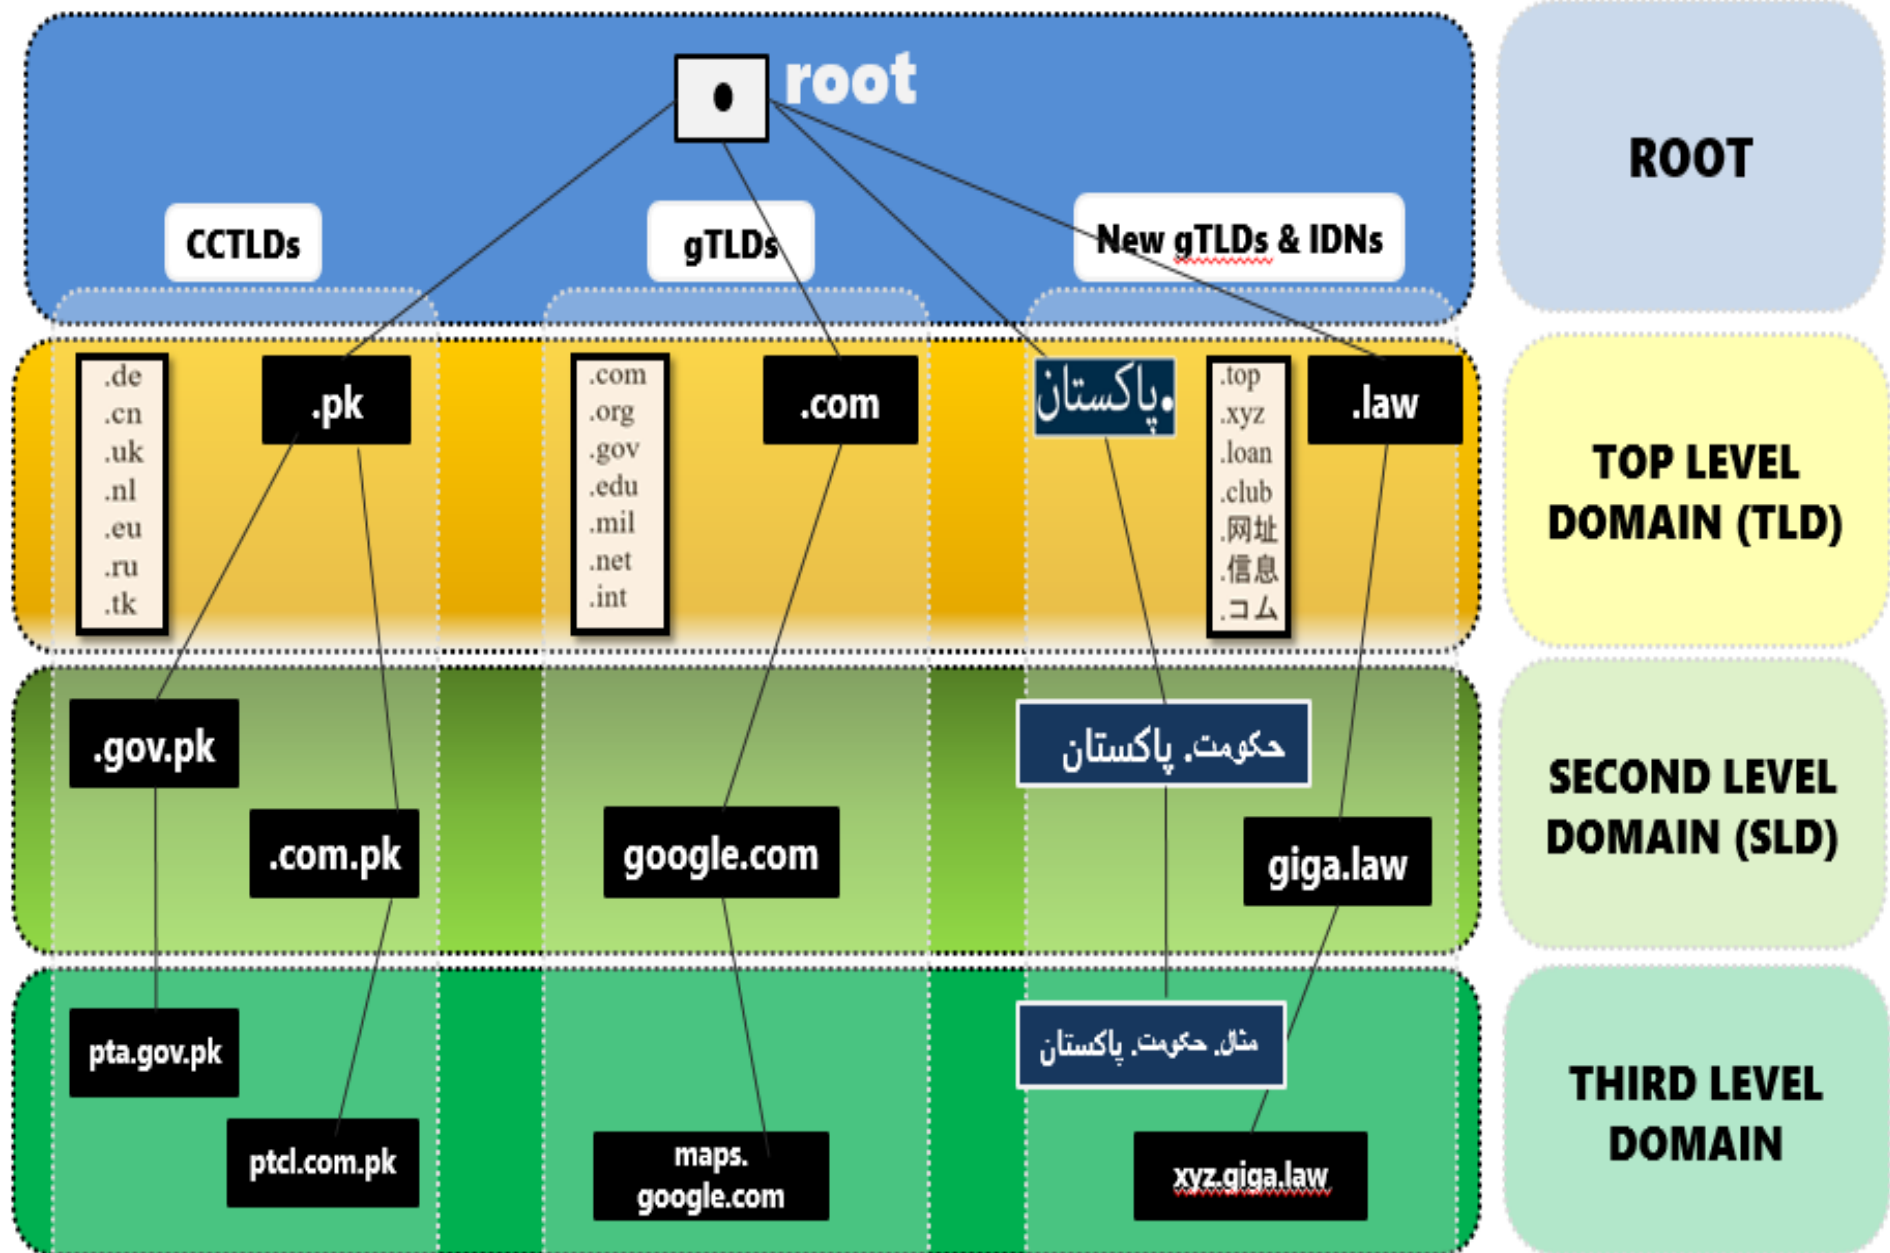 root
ROOT
CCTLDs
gTLDs
New gTLDs & IDNs
.de
.cn
.uk
.nl
.eu
.ru
.tk
.pk
.com
.org
.gov
.edu
.mil
.net
.int
.com
.پاکستان
.top
.xyz
.loan
.club
.网址
.信息
.コム
.law
TOP LEVEL
DOMAIN (TLD)
.gov.pk
.com.pk
google.com
حکومت. پاکستان
giga.law
SECOND LEVEL
DOMAIN (SLD)
pta.gov.pk
ptcl.com.pk
maps.
google.com
مثال. حکومت. پاکستان
xyz.giga.law
THIRD LEVEL
DOMAIN